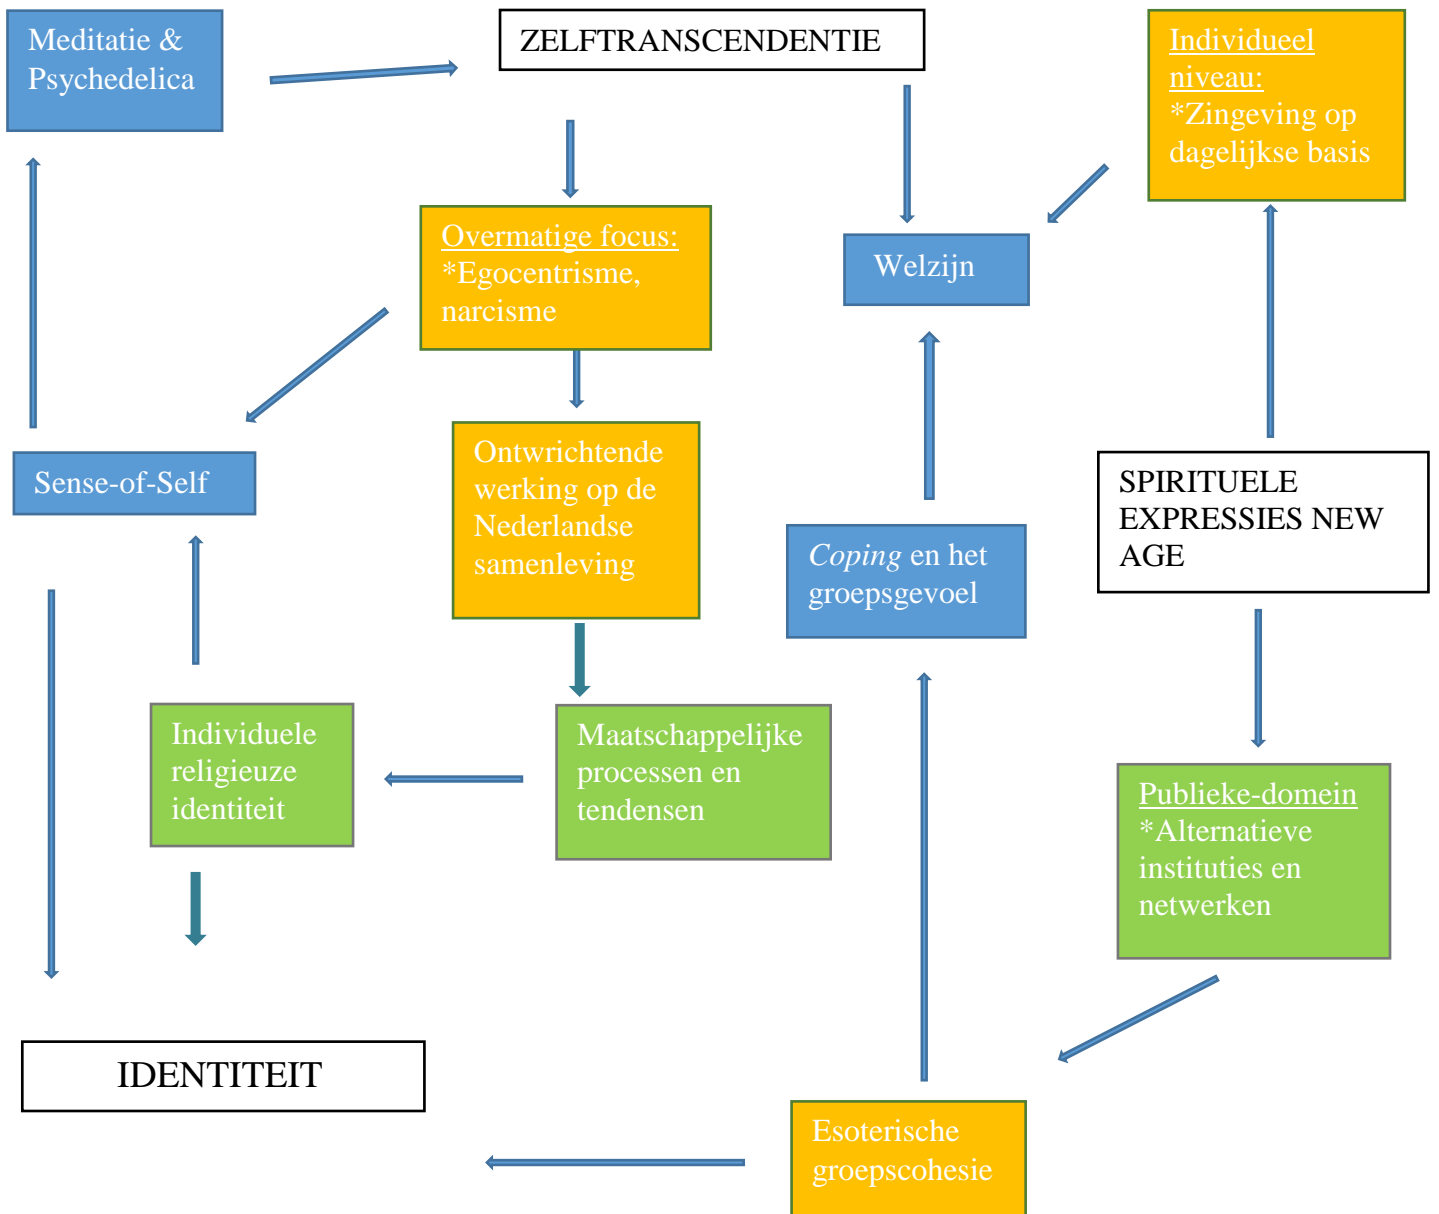 Meditatie &
Psychedelica
ZELFTRANSCENDENTIE
Individueel
niveau:
*Zingeving op
dagelijkse basis
Overmatige focus:
*Egocentrisme,
narcisme
Welzijn
Sense-of-Self
Ontwrichtende
werking op de
Nederlandse
samenleving
Coping en het
groepsgevoel
SPIRITUELE
EXPRESSIES NEW
AGE
Individuele
religieuze
identiteit
Maatschappelijke
processen en
tendensen
Publieke-domein
*Alternatieve
instituties en
netwerken
IDENTITEIT
Esoterische
groepscohesie